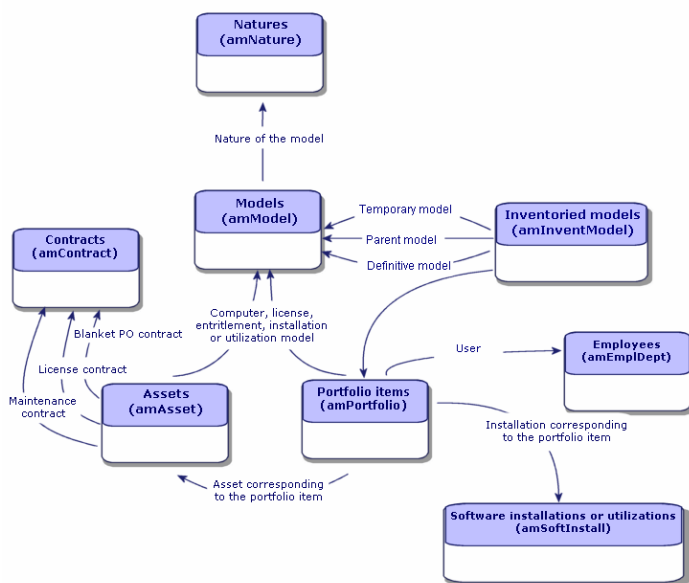 Natures
(amNature)
Nature of the model
Models
(amModel)
Temporary model
Parent model
Definitive model
Inventoried models
(amInventModel)
Contracts
(amContract)
Blanket PO contract
License contract
Maintenance
contract
Computer, license,
entritlement, installation
or utilization model
User
Employees
(amEmplDept)
Assets
(amAsset)
Portfolio items
(amPortfolio)
Installation corresponding
to the portfolio item
Asset corresponding
to the portfolio item
Software installations or utilizations
(amSoftInstall)